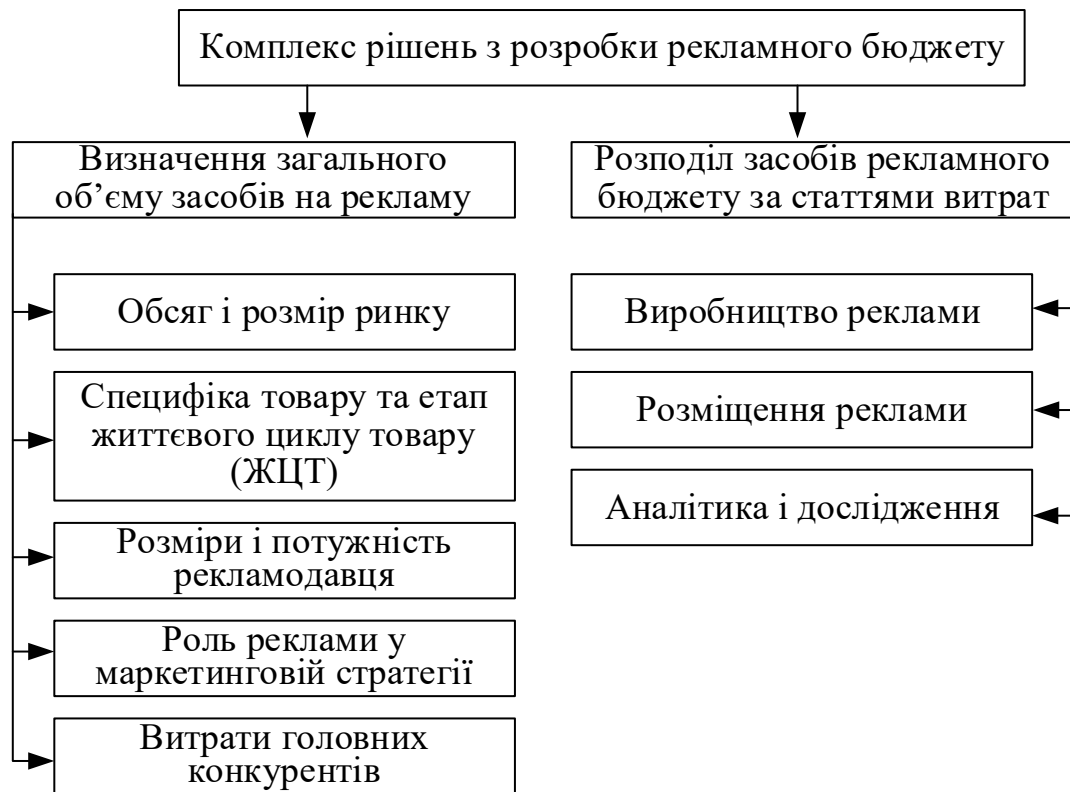 Комплекс рішень з розробки рекламного бюджету
Визначення загального
об’єму засобів на рекламу
Обсяг і розмір ринку
Специфіка товару та етап
життєвого циклу товару
(ЖЦТ)
Розміри і потужність
рекламодавця
Роль реклами у
маркетинговій стратегії
Витрати головних
конкурентів
Розподіл засобів рекламного
бюджету за статтями витрат
Виробництво реклами
Розміщення реклами
Аналітика і дослідження